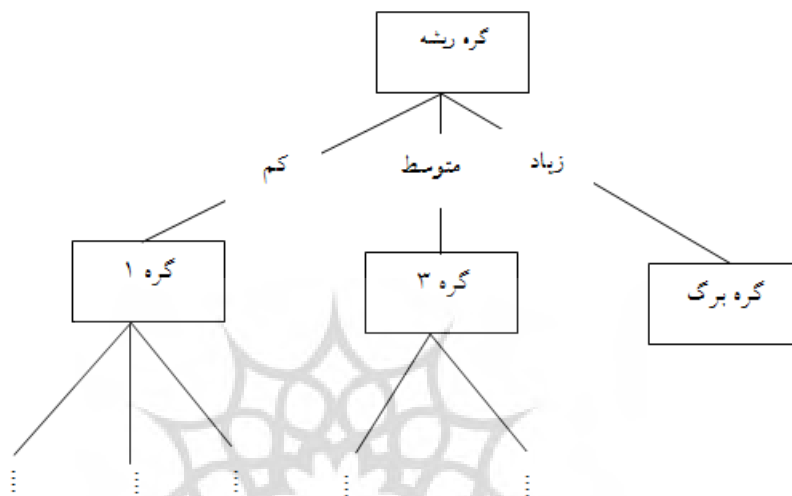 گره ریشه
کم
متوسط
زیاد
گره ۱
گره ۳
گره برگ